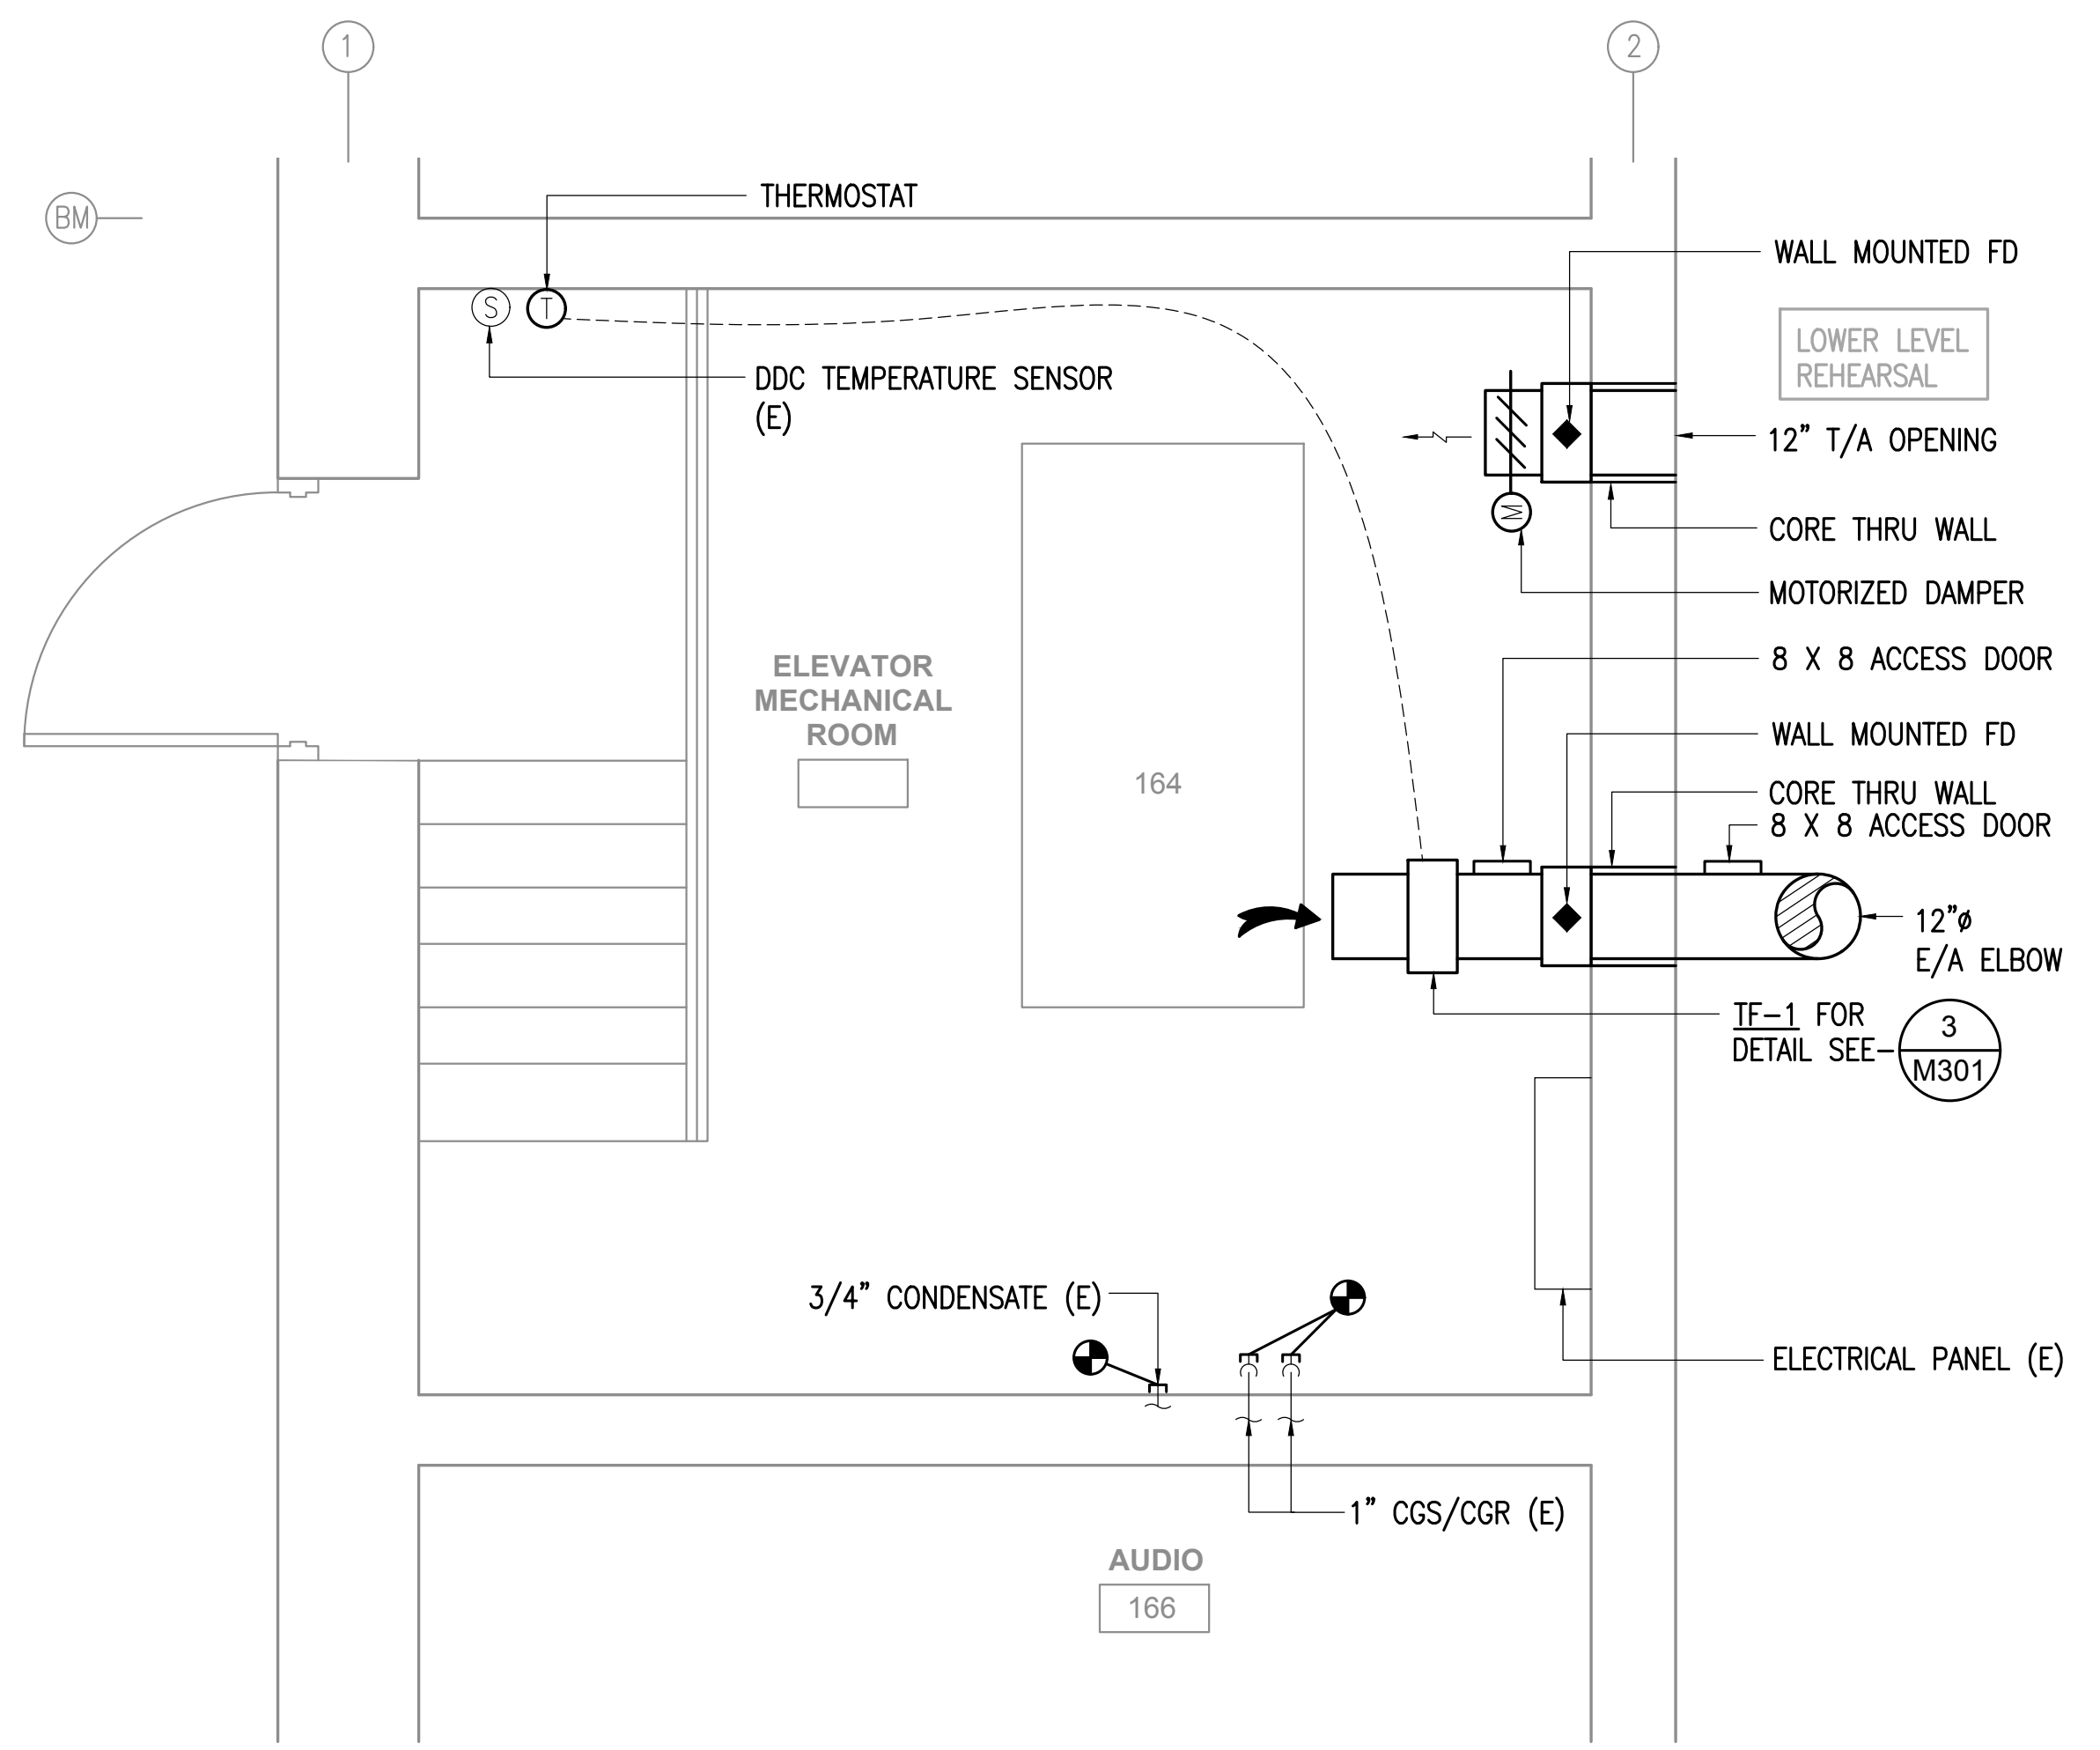 1
2
BM
THERMOSTAT
WALL MOUNTED FD
S
T
LOWER LEVEL
REHEARSAL
DDC TEMPERATURE SENSOR
(E)
12" T/A OPENING
M
CORE THRU WALL
MOTORIZED DAMPER
8 X 8 ACCESS DOOR
ELEVATOR
MECHANICAL
ROOM
164
WALL MOUNTED FD
CORE THRU WALL
8 X 8 ACCESS DOOR
12"ø
E/A ELBOW
TF-1 FOR
DETAIL SEE-
3
M301
3/4" CONDENSATE (E)
ELECTRICAL PANEL (E)
1" CGS/CGR (E)
AUDIO
166